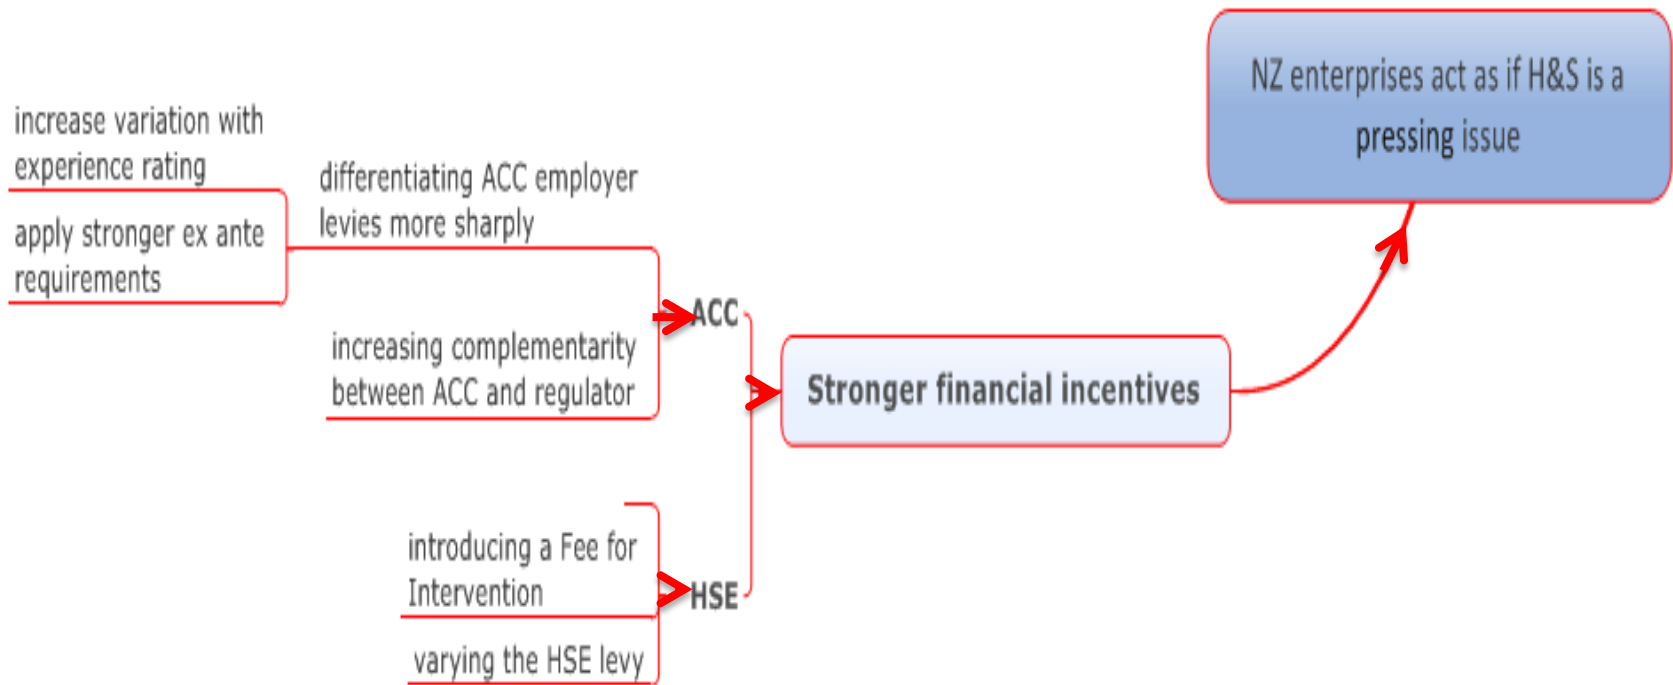 NZ enterprises act as if H&S is a
pressing issue
increase variation with
experience rating
apply stronger ex ante
requirements
differentiating ACC employer
levies more sharply
increasing complementarity
between ACC and regulator
ACC
Stronger financial incentives
introducing a Fee for
Intervention
varying the HSE levy
HSE